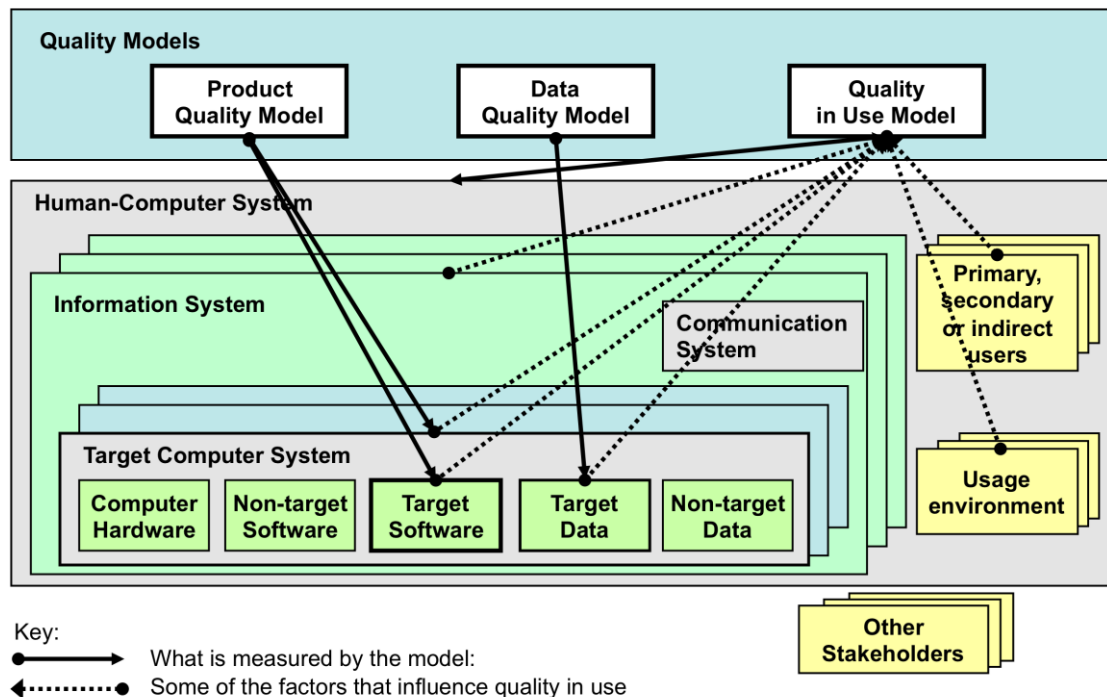 Quality Models
Product
Quality Model
Data
Quality Model
Quality
in Use Model
Human-Computer System
Information System
Communication
System
Primary,
secondary
or indirect
users
Target Computer System
Computer
Hardware
Non-target
Software
Target
Software
Target
Data
Non-target
Data
Usage
environment
Other
Stakeholders
Key:
What is measured by the model:
Some of the factors that influence quality in use